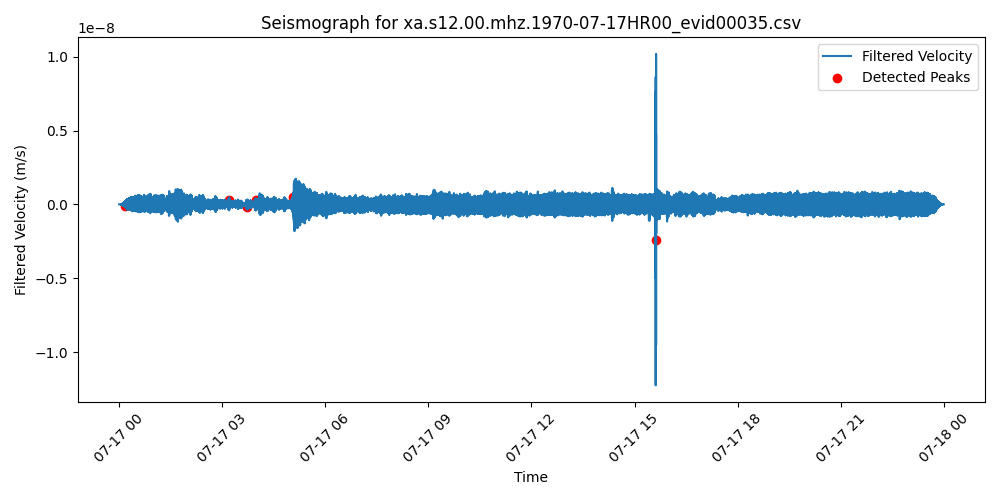 Seismograph for xa.s12.00.mhz.1970-07-17HR00_evid00035.csv
1e−8
Filtered Velocity
Detected Peaks
1.0
0.5
0.0
−0.5
−1.0
Filtered Velocity (m/s)
07-17 00
07-17 03
07-17 06
07-17 09
07-17 12
07-17 15
07-17 18
07-17 21
07-18 00
Time